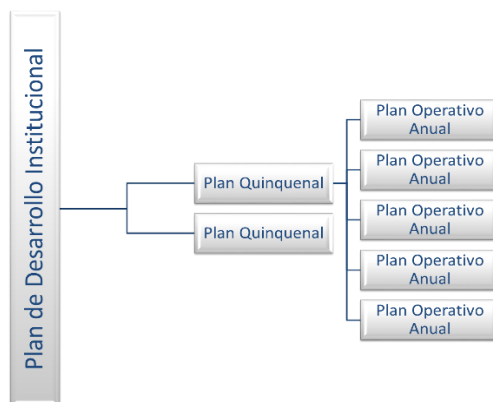 Plan de Desarrollo Institucional
Plan Quinquenal
Plan Quinquenal
Plan Operativo
Anual
Plan Operativo
Anual
Plan Operativo
Anual
Plan Operativo
Anual
Plan Operativo
Anual